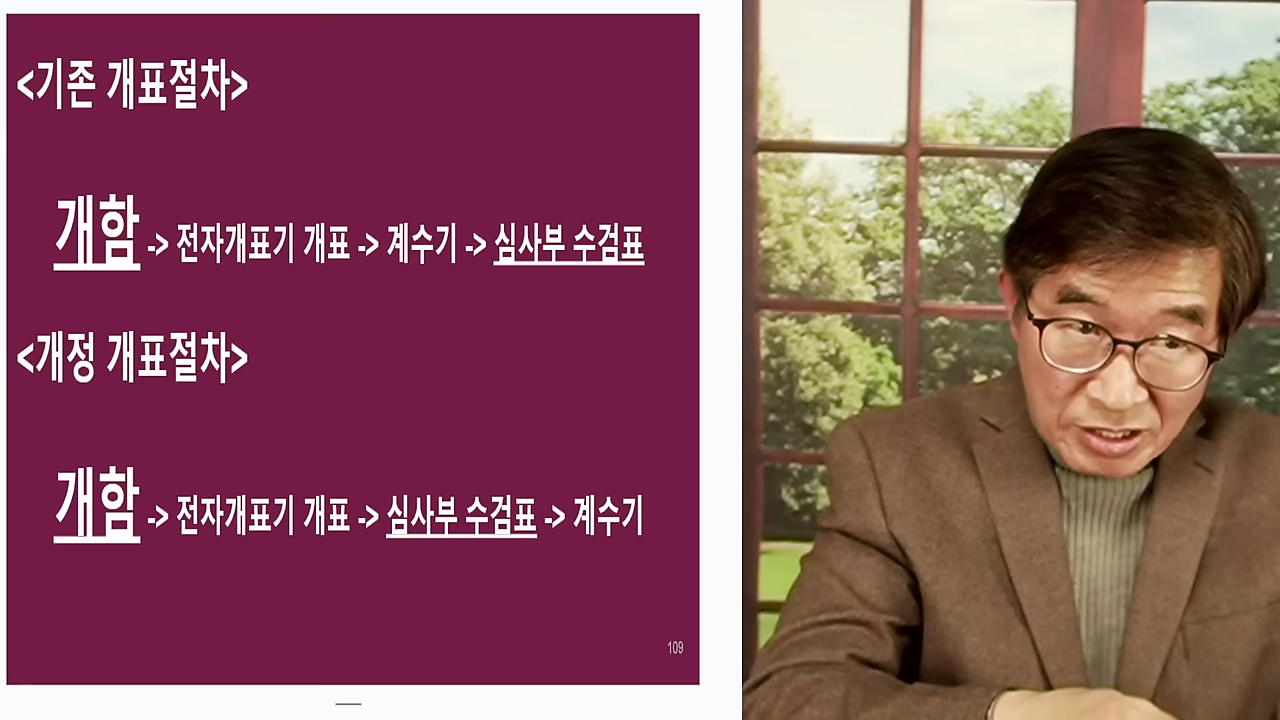 <기존 개표절차>
개함 -> 전자개표기 개표 -> 계수기 -> 심사부 수검표
<개정 개표절차>
개함 -> 전자개표기 개표 -> 심사부 수검표 -> 계수기
109